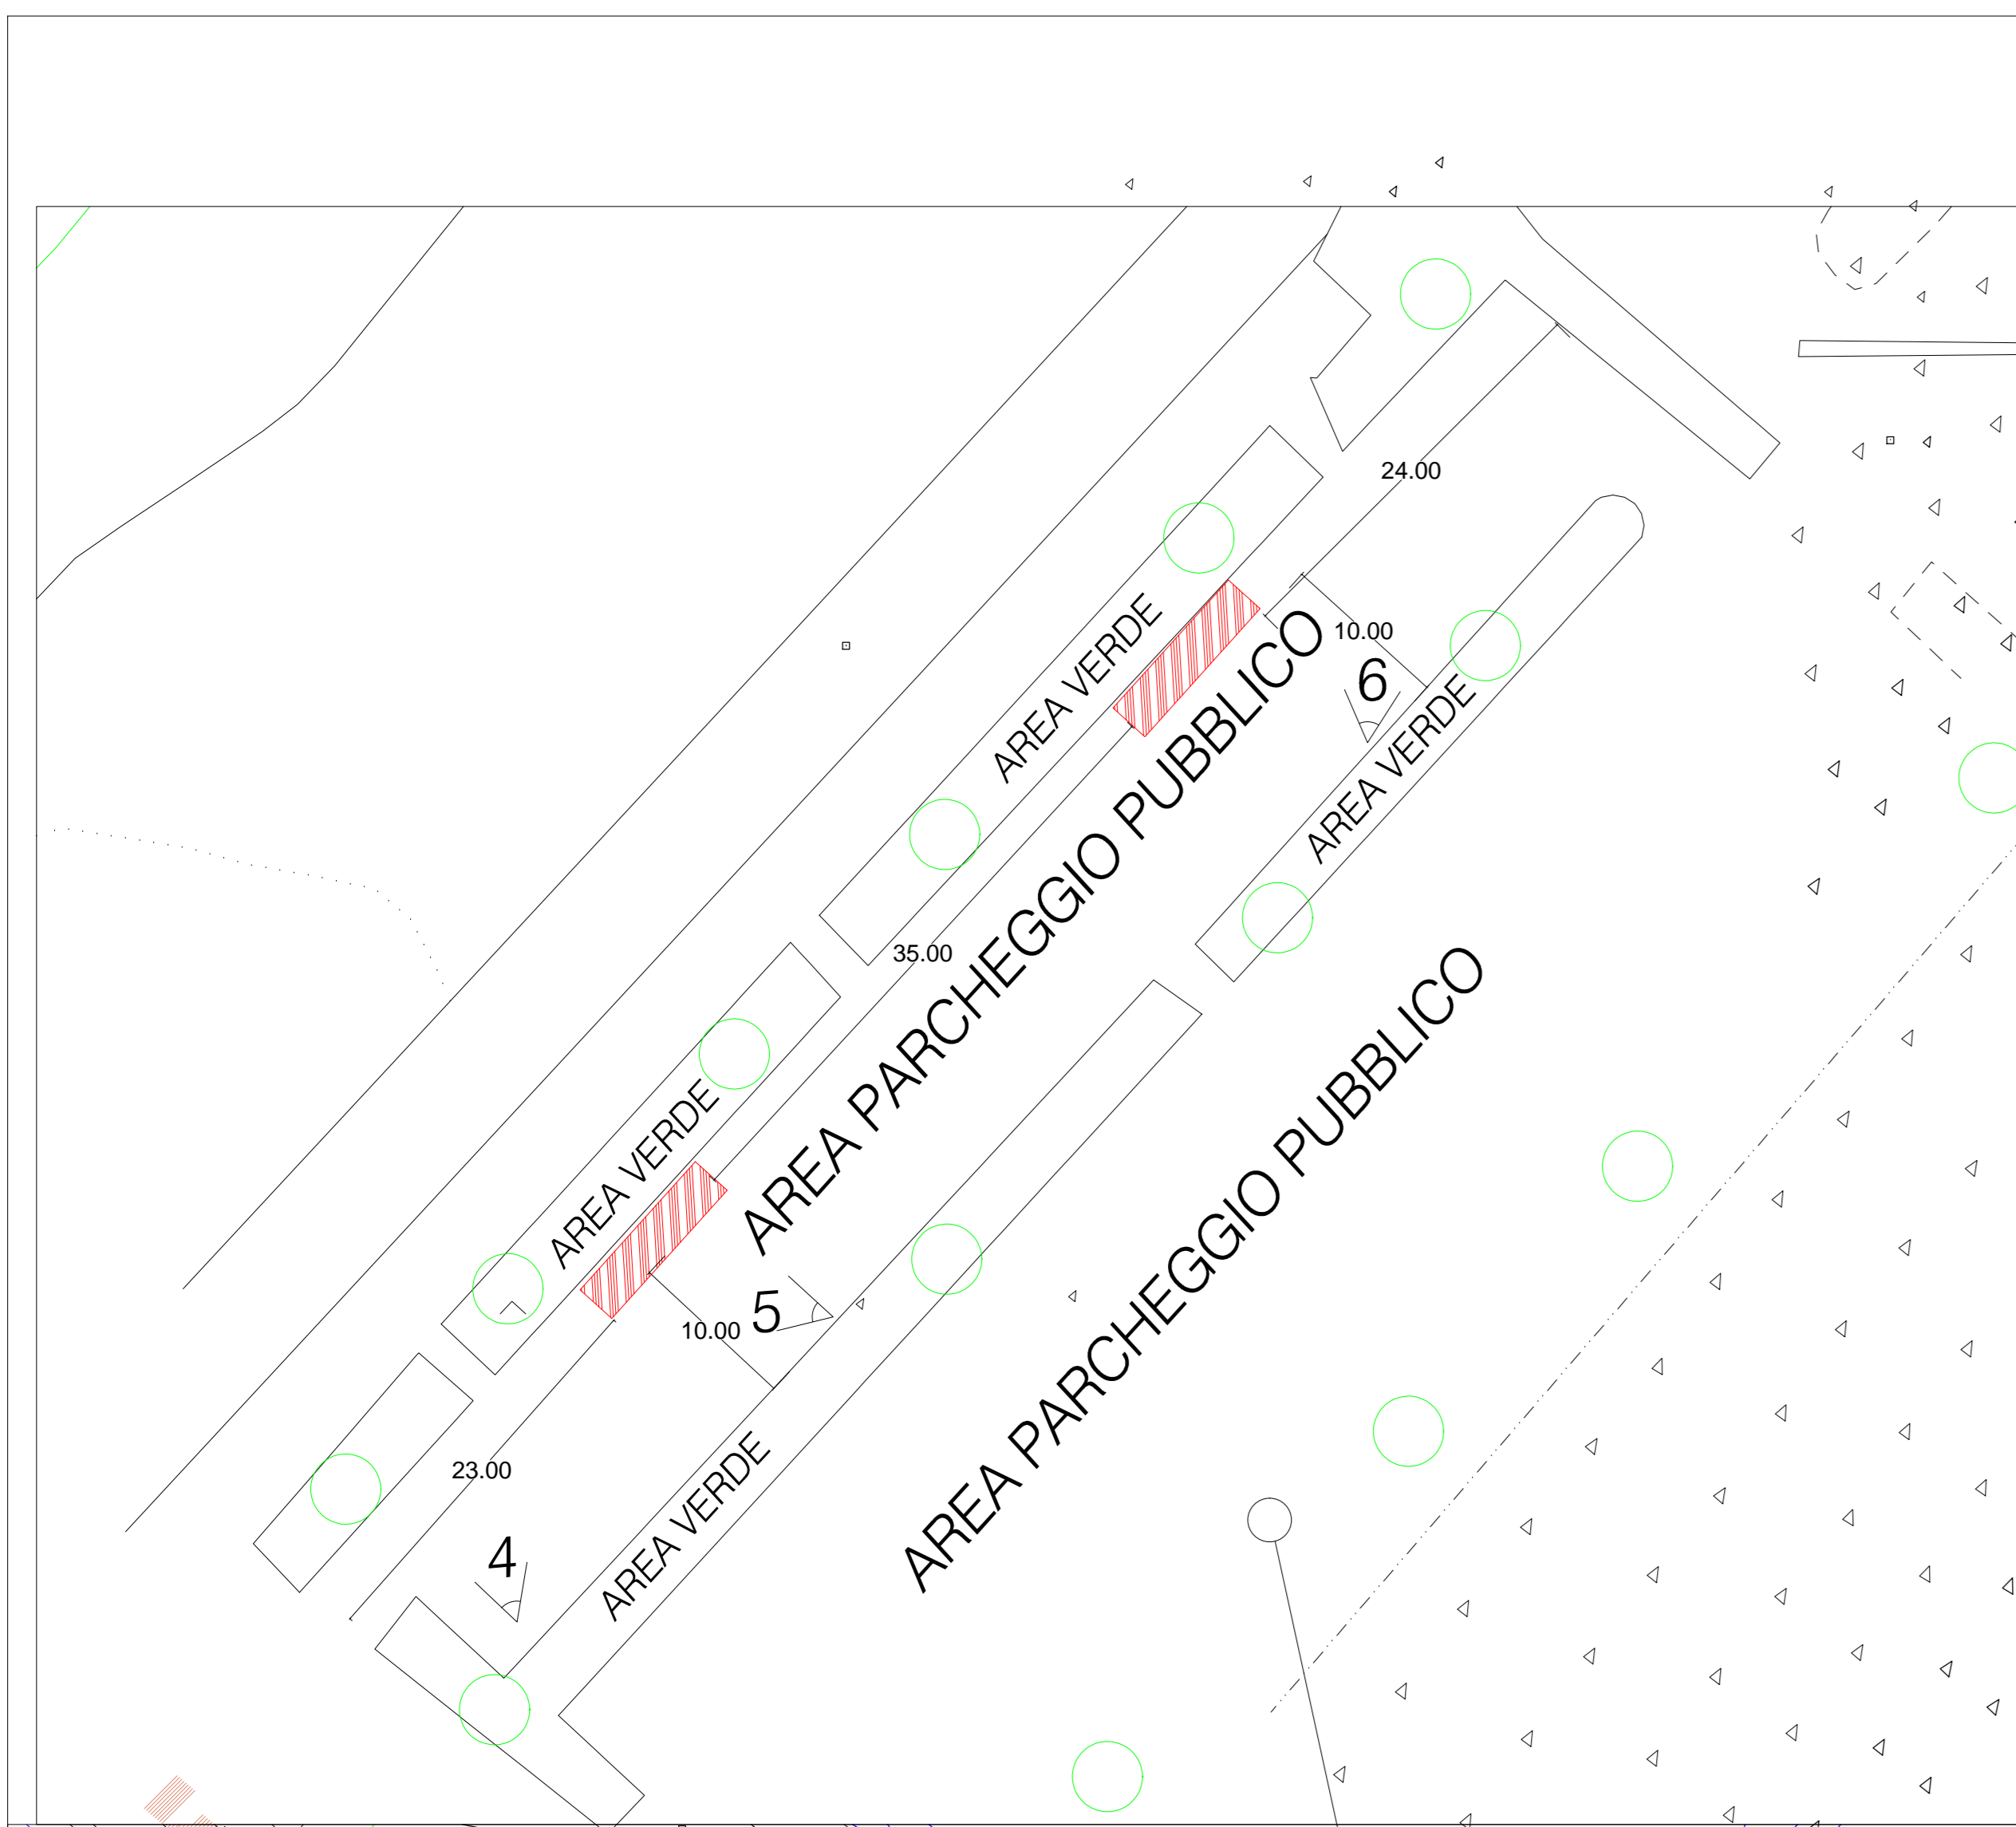 24.00
10.00
6
AREA VERDE
AREA VERDE
AREA PARCHEGGIO PUBBLICO
35.00
AREA VERDE
AREA PARCHEGGIO PUBBLICO
5
10.00
23.00
4
AREA VERDE